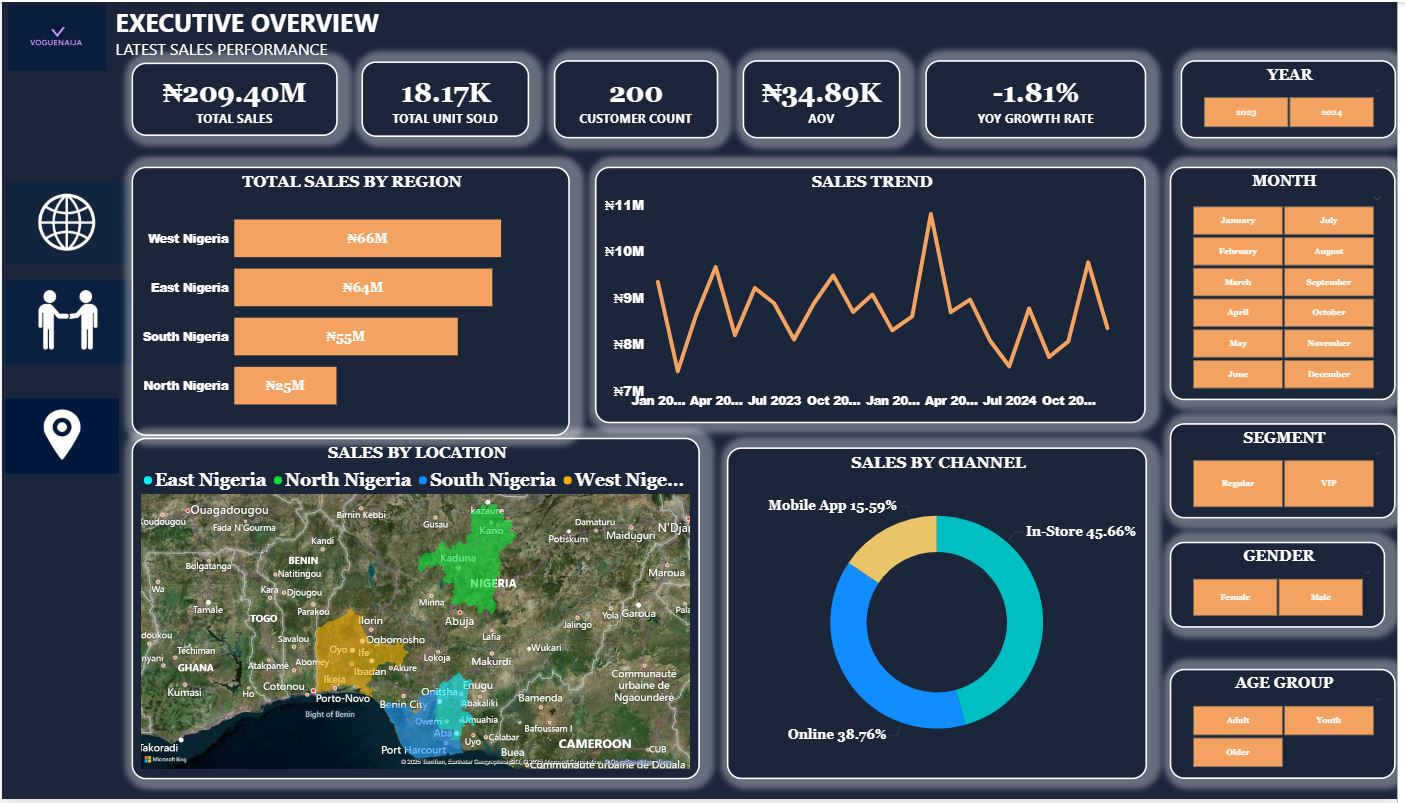 VOGUENAIJA
EXECUTIVE OVERVIEW
LATEST SALES PERFORMANCE
₦209.40M
TOTAL SALES
18.17K
TOTAL UNIT SOLD
200
CUSTOMER COUNT
₦34.89K
AOV
-1.81%
YOY GROWTH RATE
YEAR
2023 2024
TOTAL SALES BY REGION
West Nigeria ₦66M
East Nigeria ₦64M
South Nigeria ₦55M
North Nigeria ₦25M
SALES TREND
₦11M
₦10M
₦9M
₦8M
₦7M
Jan 20... Apr 20... Jul 2023 Oct 20... Jan 20... Apr 20... Jul 2024 Oct 20...
MONTH
January July
February August
March September
April October
May November
June December
SALES BY LOCATION
East Nigeria North Nigeria South Nigeria West Nige...
Ouagadougou
Koudougou
Fada N'Gourma
Birnin Kebbi
Gusau
kazaure
Kano
Damaturu
Potiskum
Maiduguri
N'Dja
Kandi
BENIN
Bolgatanga
Natitingou
Kaduna
NIGERIA
Maroua
Wa
Kara
Djougou
Tamale
Parakou
Minna
Abuja
Yola
Garoua
Pala
TOGO
Ilorin
Jalingo
doukou
Savalou
Ogbomosho
Lafia
Techiman
nyani
Oyo
Ife
Wukari
GHANA
Atakpamé
Abomey
Ibadan
Akure
Lokoja
Makurdi
Communauté
urbaine de
Ngaoundéré
Kumasi
Ho
Cotonou
Ikeja
Porto-Novo
Onitsha
Enugu
Benin City
Abakaliki
Bamenda
Bight of Benin
Owerri
Umuahia
Bafoussam
Aba
Uyo
Calabar
CAMEROON
Takoradi
Port Harcourt
Buea
CUB
Communauté urbaine de Douala
Microsoft Bing
SALES BY CHANNEL
Mobile App 15.59%
In-Store 45.66%
Online 38.76%
SEGMENT
Regular VIP
GENDER
Female Male
AGE GROUP
Adult Youth
Older